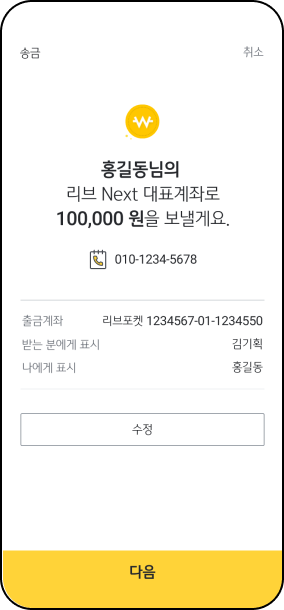 송금 취소
홍길동님의
리브 Next 대표계좌로
100,000 원을 보낼게요.
010-1234-5678
출금계좌 리브포켓 1234567-01-1234550
받는 분에게 표시 김기획
나에게 표시 홍길동
수정
다음